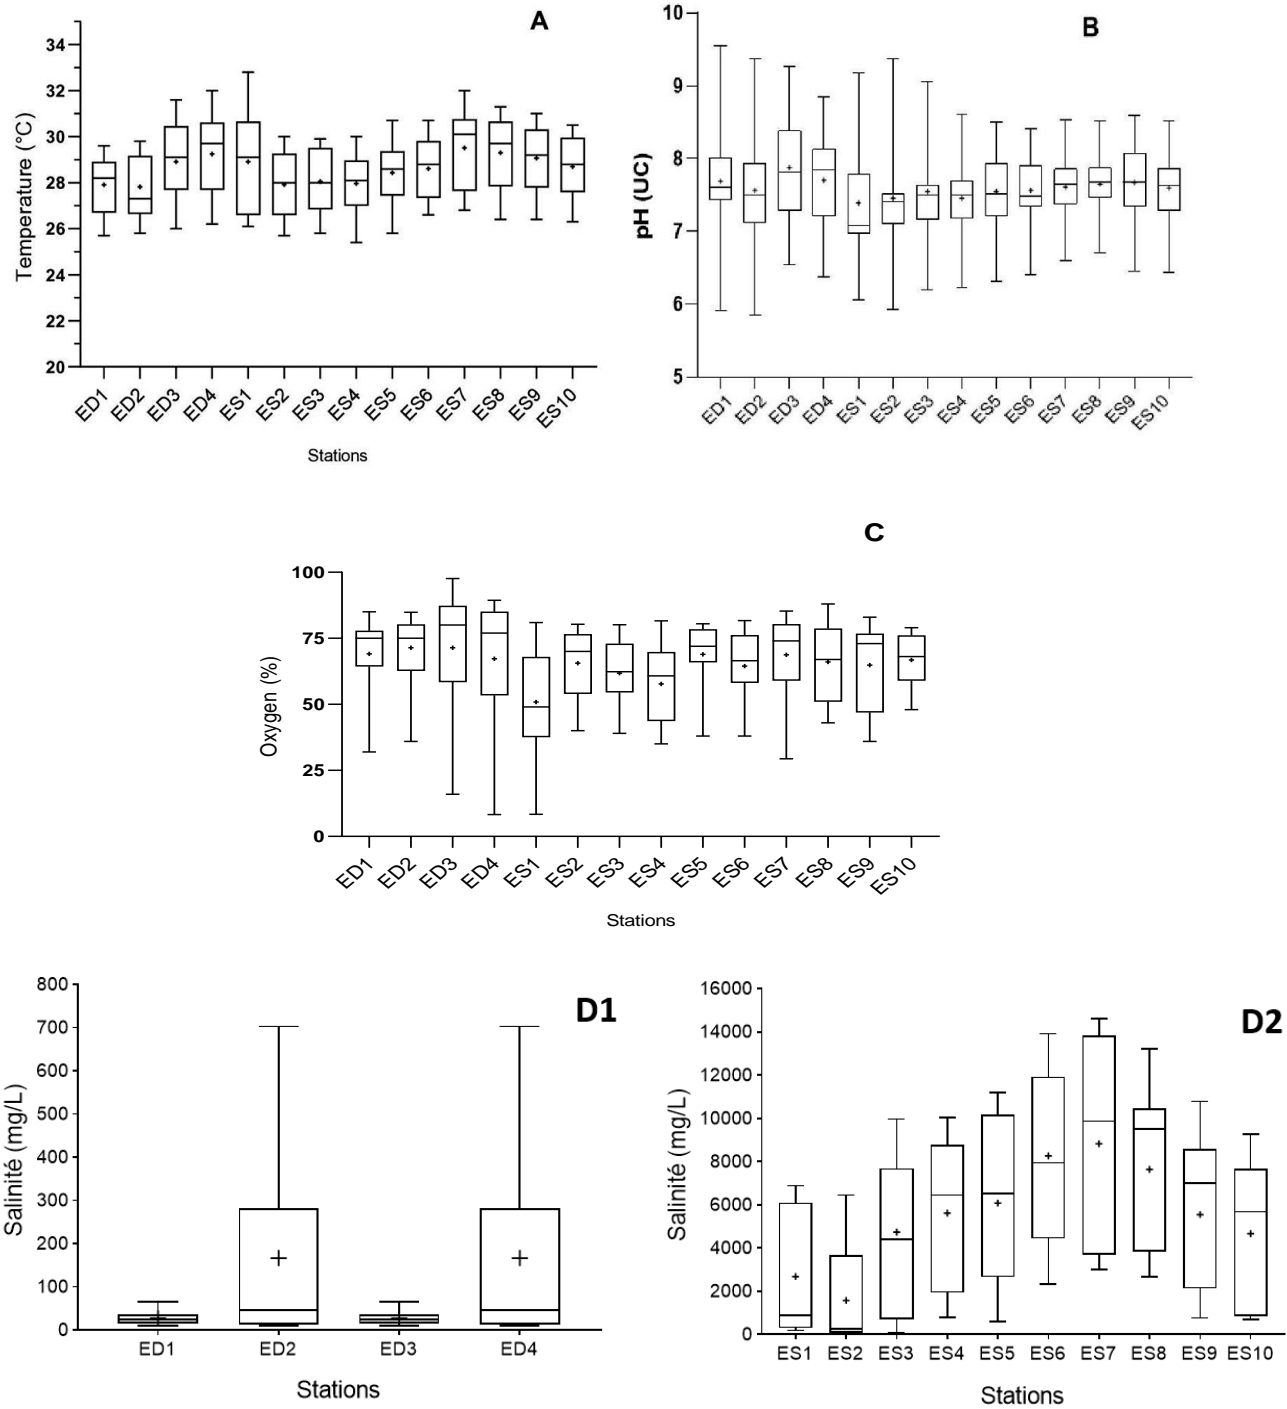 A
34
32
30
28
26
24
22
20
Temperature (°C)
ED1 ED2 ED3 ED4 ES1 ES2 ES3 ES4 ES5 ES6 ES7 ES8 ES9 ES10
Stations
B
10
9
8
7
6
5
pH (UC)
ED1 ED2 ED3 ED4 ES1 ES2 ES3 ES4 ES5 ES6 ES7 ES8 ES9 ES10
C
100
75
50
25
0
Oxygen (%)
ED1 ED2 ED3 ED4 ES1 ES2 ES3 ES4 ES5 ES6 ES7 ES8 ES9 ES10
Stations
D1
800
700
600
500
400
300
200
100
0
Salinité (mg/L)
ED1 ED2 ED3 ED4
Stations
D2
16000
14000
12000
10000
8000
6000
4000
2000
0
Salinité (mg/L)
ES1 ES2 ES3 ES4 ES5 ES6 ES7 ES8 ES9 ES10
Stations